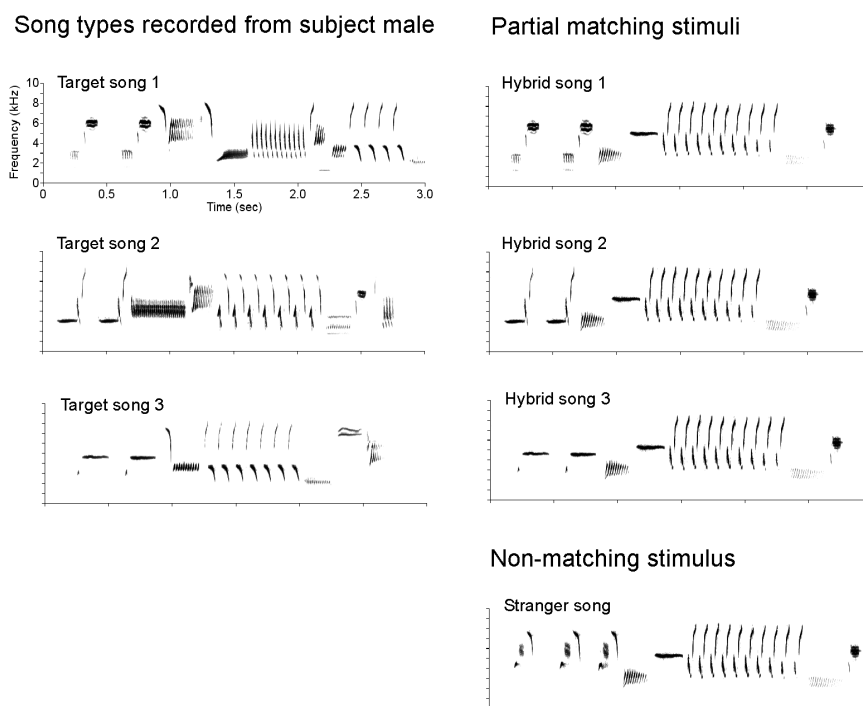 Song types recorded from subject male
Partial matching stimuli
Target song 1
Frequency (kHz)
10
8
6
4
2
0
0
0.5
1.0
1.5
2.0
2.5
3.0
Time (sec)
Hybrid song 1
Target song 2
Hybrid song 2
Target song 3
Hybrid song 3
Non-matching stimulus
Stranger song